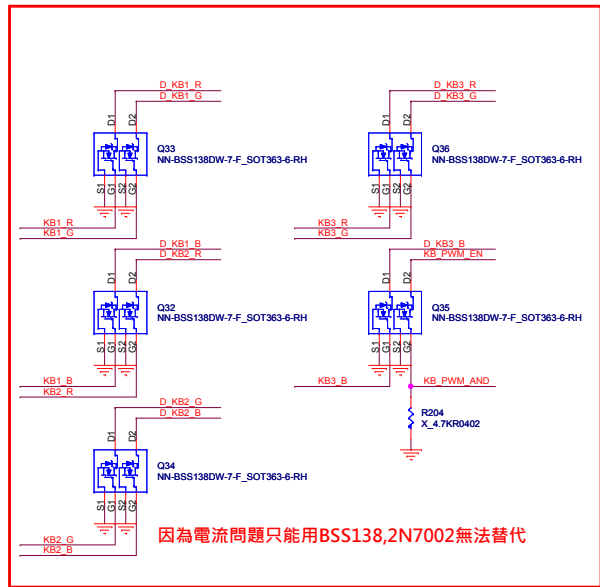 D_KB1_R
D_KB1_G
D1
D2
Q33
NN-BSS138DW-7-F_SOT363-6-RH
S1
G1
S2
G2
KB1_R
KB1_G
D_KB3_R
D_KB3_G
D1
D2
Q36
NN-BSS138DW-7-F_SOT363-6-RH
S1
G1
S2
G2
KB3_R
KB3_G
D_KB1_B
D_KB2_R
D1
D2
Q32
NN-BSS138DW-7-F_SOT363-6-RH
S1
G1
S2
G2
KB1_B
KB2_R
D_KB3_B
KB_PWM_EN
D1
D2
Q35
NN-BSS138DW-7-F_SOT363-6-RH
S1
G1
S2
G2
KB3_B
KB_PWM_AND
R204
X_4.7KR0402
D_KB2_G
D_KB2_B
D1
D2
Q34
NN-BSS138DW-7-F_SOT363-6-RH
S1
G1
S2
G2
KB2_G
KB2_B
因為電流問題只能用BSS138,2N7002無法替代